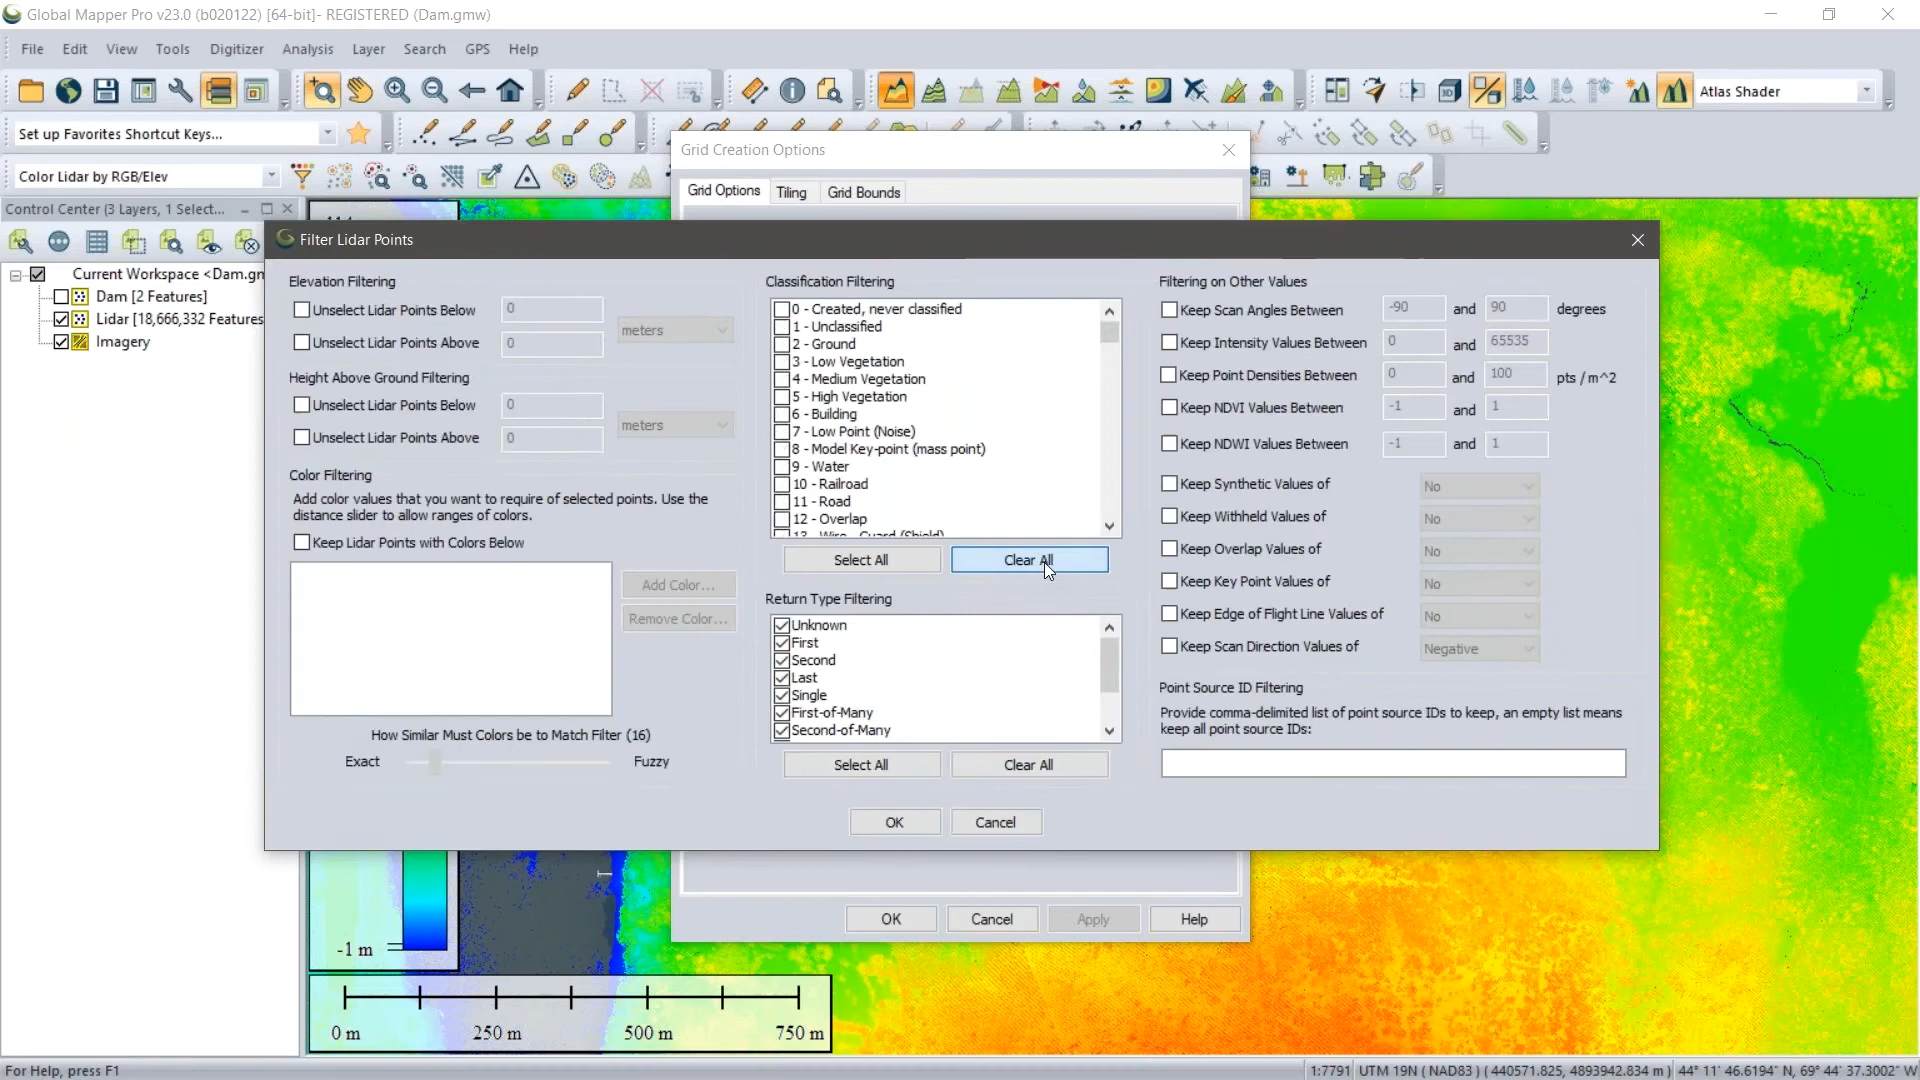 Global Mapper Pro v23.0 (b020122) [64-bit]- REGISTERED (Dam.gmw)
File Edit View Tools Digitizer Analysis Layer Search GPS Help
Atlas Shader
Set up Favorites Shortcut Keys...
Color Lidar by RGB/Elev
Grid Creation Options
Grid Options Tiling Grid Bounds
Control Center (3 Layers, 1 Select...
Current Workspace <Dam.gm
Dam [2 Features]
Lidar [18,666,332 Features
Imagery
Filter Lidar Points
Elevation Filtering
Unselect Lidar Points Below 0
meters
Unselect Lidar Points Above 0
Height Above Ground Filtering
Unselect Lidar Points Below 0
meters
Unselect Lidar Points Above 0
Color Filtering
Add color values that you want to require of selected points. Use the
distance slider to allow ranges of colors.
Keep Lidar Points with Colors Below
Add Color...
Remove Color...
How Similar Must Colors be to Match Filter (16)
Exact Fuzzy
Classification Filtering
0 - Created, never classified
1 - Unclassified
2 - Ground
3 - Low Vegetation
4 - Medium Vegetation
5 - High Vegetation
6 - Building
7 - Low Point (Noise)
8 - Model Key-point (mass point)
9 - Water
10 - Railroad
11 - Road
12 - Overlap
13 - Wire - Guard (Shield)
Select All Clear All
Return Type Filtering
Unknown
First
Second
Last
Single
First-of-Many
Second-of-Many
Select All Clear All
Filtering on Other Values
Keep Scan Angles Between -90 and 90 degrees
Keep Intensity Values Between 0 and 65535
Keep Point Densities Between 0 and 100 pts / m^2
Keep NDVI Values Between -1 and 1
Keep NDWI Values Between -1 and 1
Keep Synthetic Values of No
Keep Withheld Values of No
Keep Overlap Values of No
Keep Key Point Values of No
Keep Edge of Flight Line Values of No
Keep Scan Direction Values of Negative
Point Source ID Filtering
Provide comma-delimited list of point source IDs to keep, an empty list means
keep all point source IDs:
OK Cancel
OK Cancel Apply Help
-1 m
0 m 250 m 500 m 750 m
For Help, press F1
1:7791 UTM 19N ( NAD83 ) ( 440571.825, 4893942.834 m ) 44° 11' 46.6194" N, 69° 44' 37.3002" W